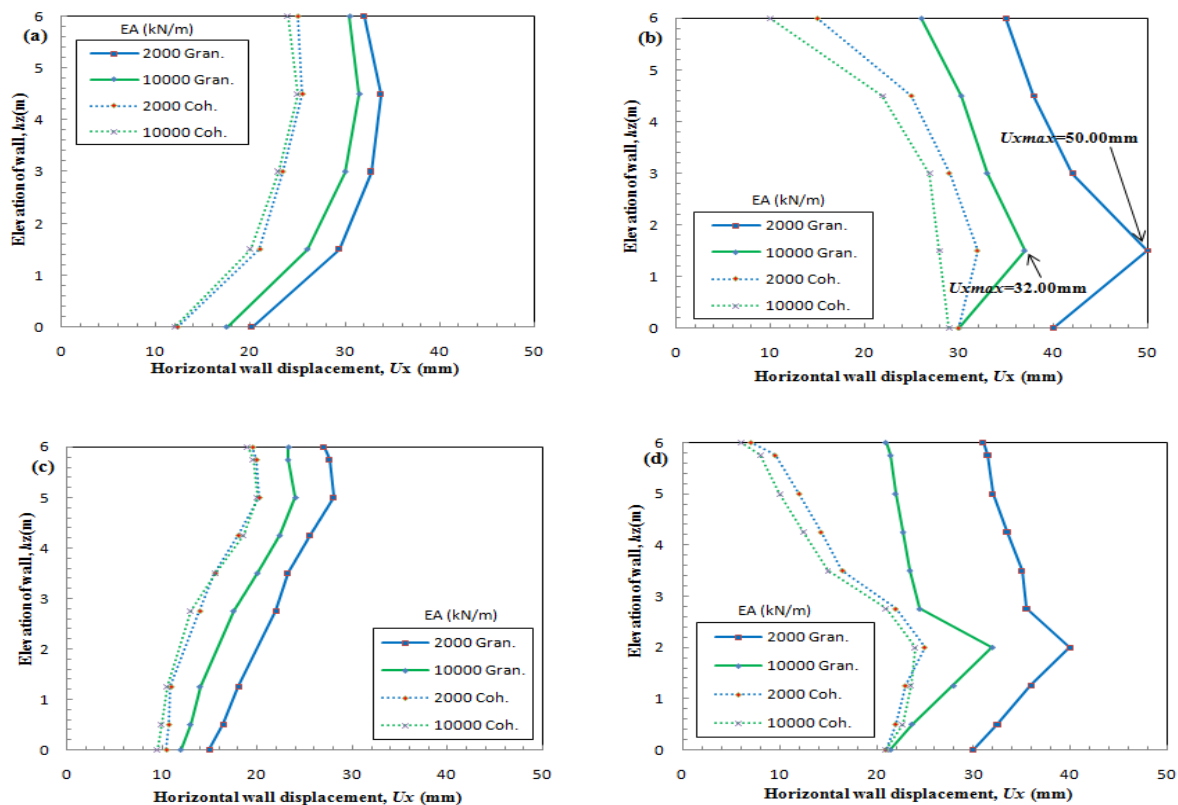 (a)
EA (kN/m)
2000 Gran.
10000 Gran.
2000 Coh.
10000 Coh.
Elevation of wall, hz(m)
6
5
4
3
2
1
0
0 10 20 30 40 50
Horizontal wall displacement, Ux (mm)
(b)
Uxmax=50.00mm
Uxmax=32.00mm
EA (kN/m)
2000 Gran.
10000 Gran.
2000 Coh.
10000 Coh.
Elevation of wall, hz(m)
6
5
4
3
2
1
0
0 10 20 30 40 50
Horizontal wall displacement, Ux (mm)
(c)
EA (kN/m)
2000 Gran.
10000 Gran.
2000 Coh.
10000 Coh.
Elevation of wall, hz(m)
6
5
4
3
2
1
0
0 10 20 30 40 50
Horizontal wall displacement, Ux (mm)
(d)
EA (kN/m)
2000 Gran.
10000 Gran.
2000 Coh.
10000 Coh.
Elevation of wall, hz(m)
6
5
4
3
2
1
0
0 10 20 30 40 50
Horizontal wall displacement, Ux (mm)